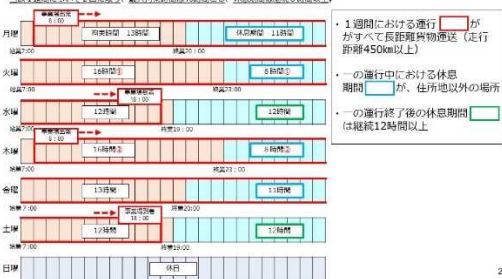 事業場出発
8：00
月曜
拘束時間　13時間
休息期間　11時間
始業7：00
終業20：00
火曜
16時間①
8時間①
始業7:00
終業23:00
事業場帰着
18：00
水曜
12時間
12時間
始業7:00
終業19：00
8：00
木曜
16時間②
8時間②
始業7:00
終業23：00
金曜
13時間
11時間
始業7:00
終業20:00
事業場帰着
18：00
土曜
12時間
12時間
始業7:00
終業19:00
日曜
休日
・1週間における運行　が
がすべて長距離貨物運送（走行
距離450km以上）
・一の運行中における休息
期間　が、住所地以外の場所
・一の運行終了後の休息期間
は継続12時間以上